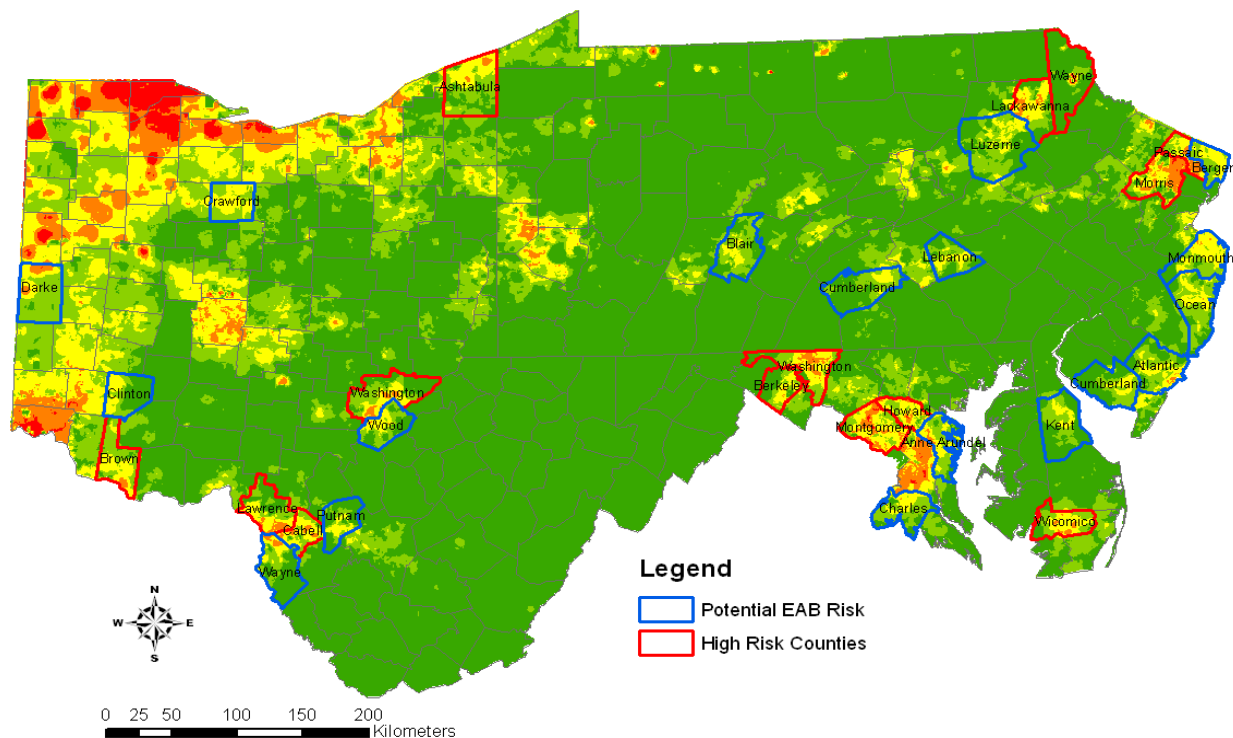 Ashtabula
Wayne
Lackawanna
Luzerne
Passaic
Bergen
Morris
Crawford
Blair
Lebanon
Monmouth
Darke
Cumberland
Ocean
Washington
Atlantic
Clinton
Washington
Berkeley
Cumberland
Howard
Wood
Montgomery
Kent
Anne Arundel
Brown
Lawrence
Putnam
Charles
Cabell
Wicomico
Wayne
Legend
Potential EAB Risk
High Risk Counties
N
W E
S
0 25 50 100 150 200
Kilometers